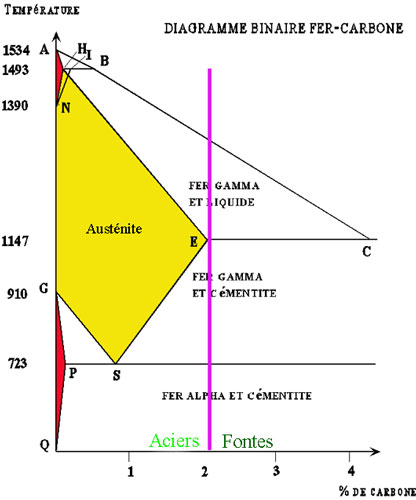 TEMPÉRATURE
DIAGRAMME BINAIRE FER-CARBONE
1534
A
H
I
B
1493
N
1390
FER GAMMA
ET LIQUIDE
Austénite
1147
E
C
FER GAMMA
ET CéMENTITE
G
910
723
P
S
FER ALPHA ET CéMENTITE
Q
Aciers
Fontes
1
2
3
4
% DE CARBONE